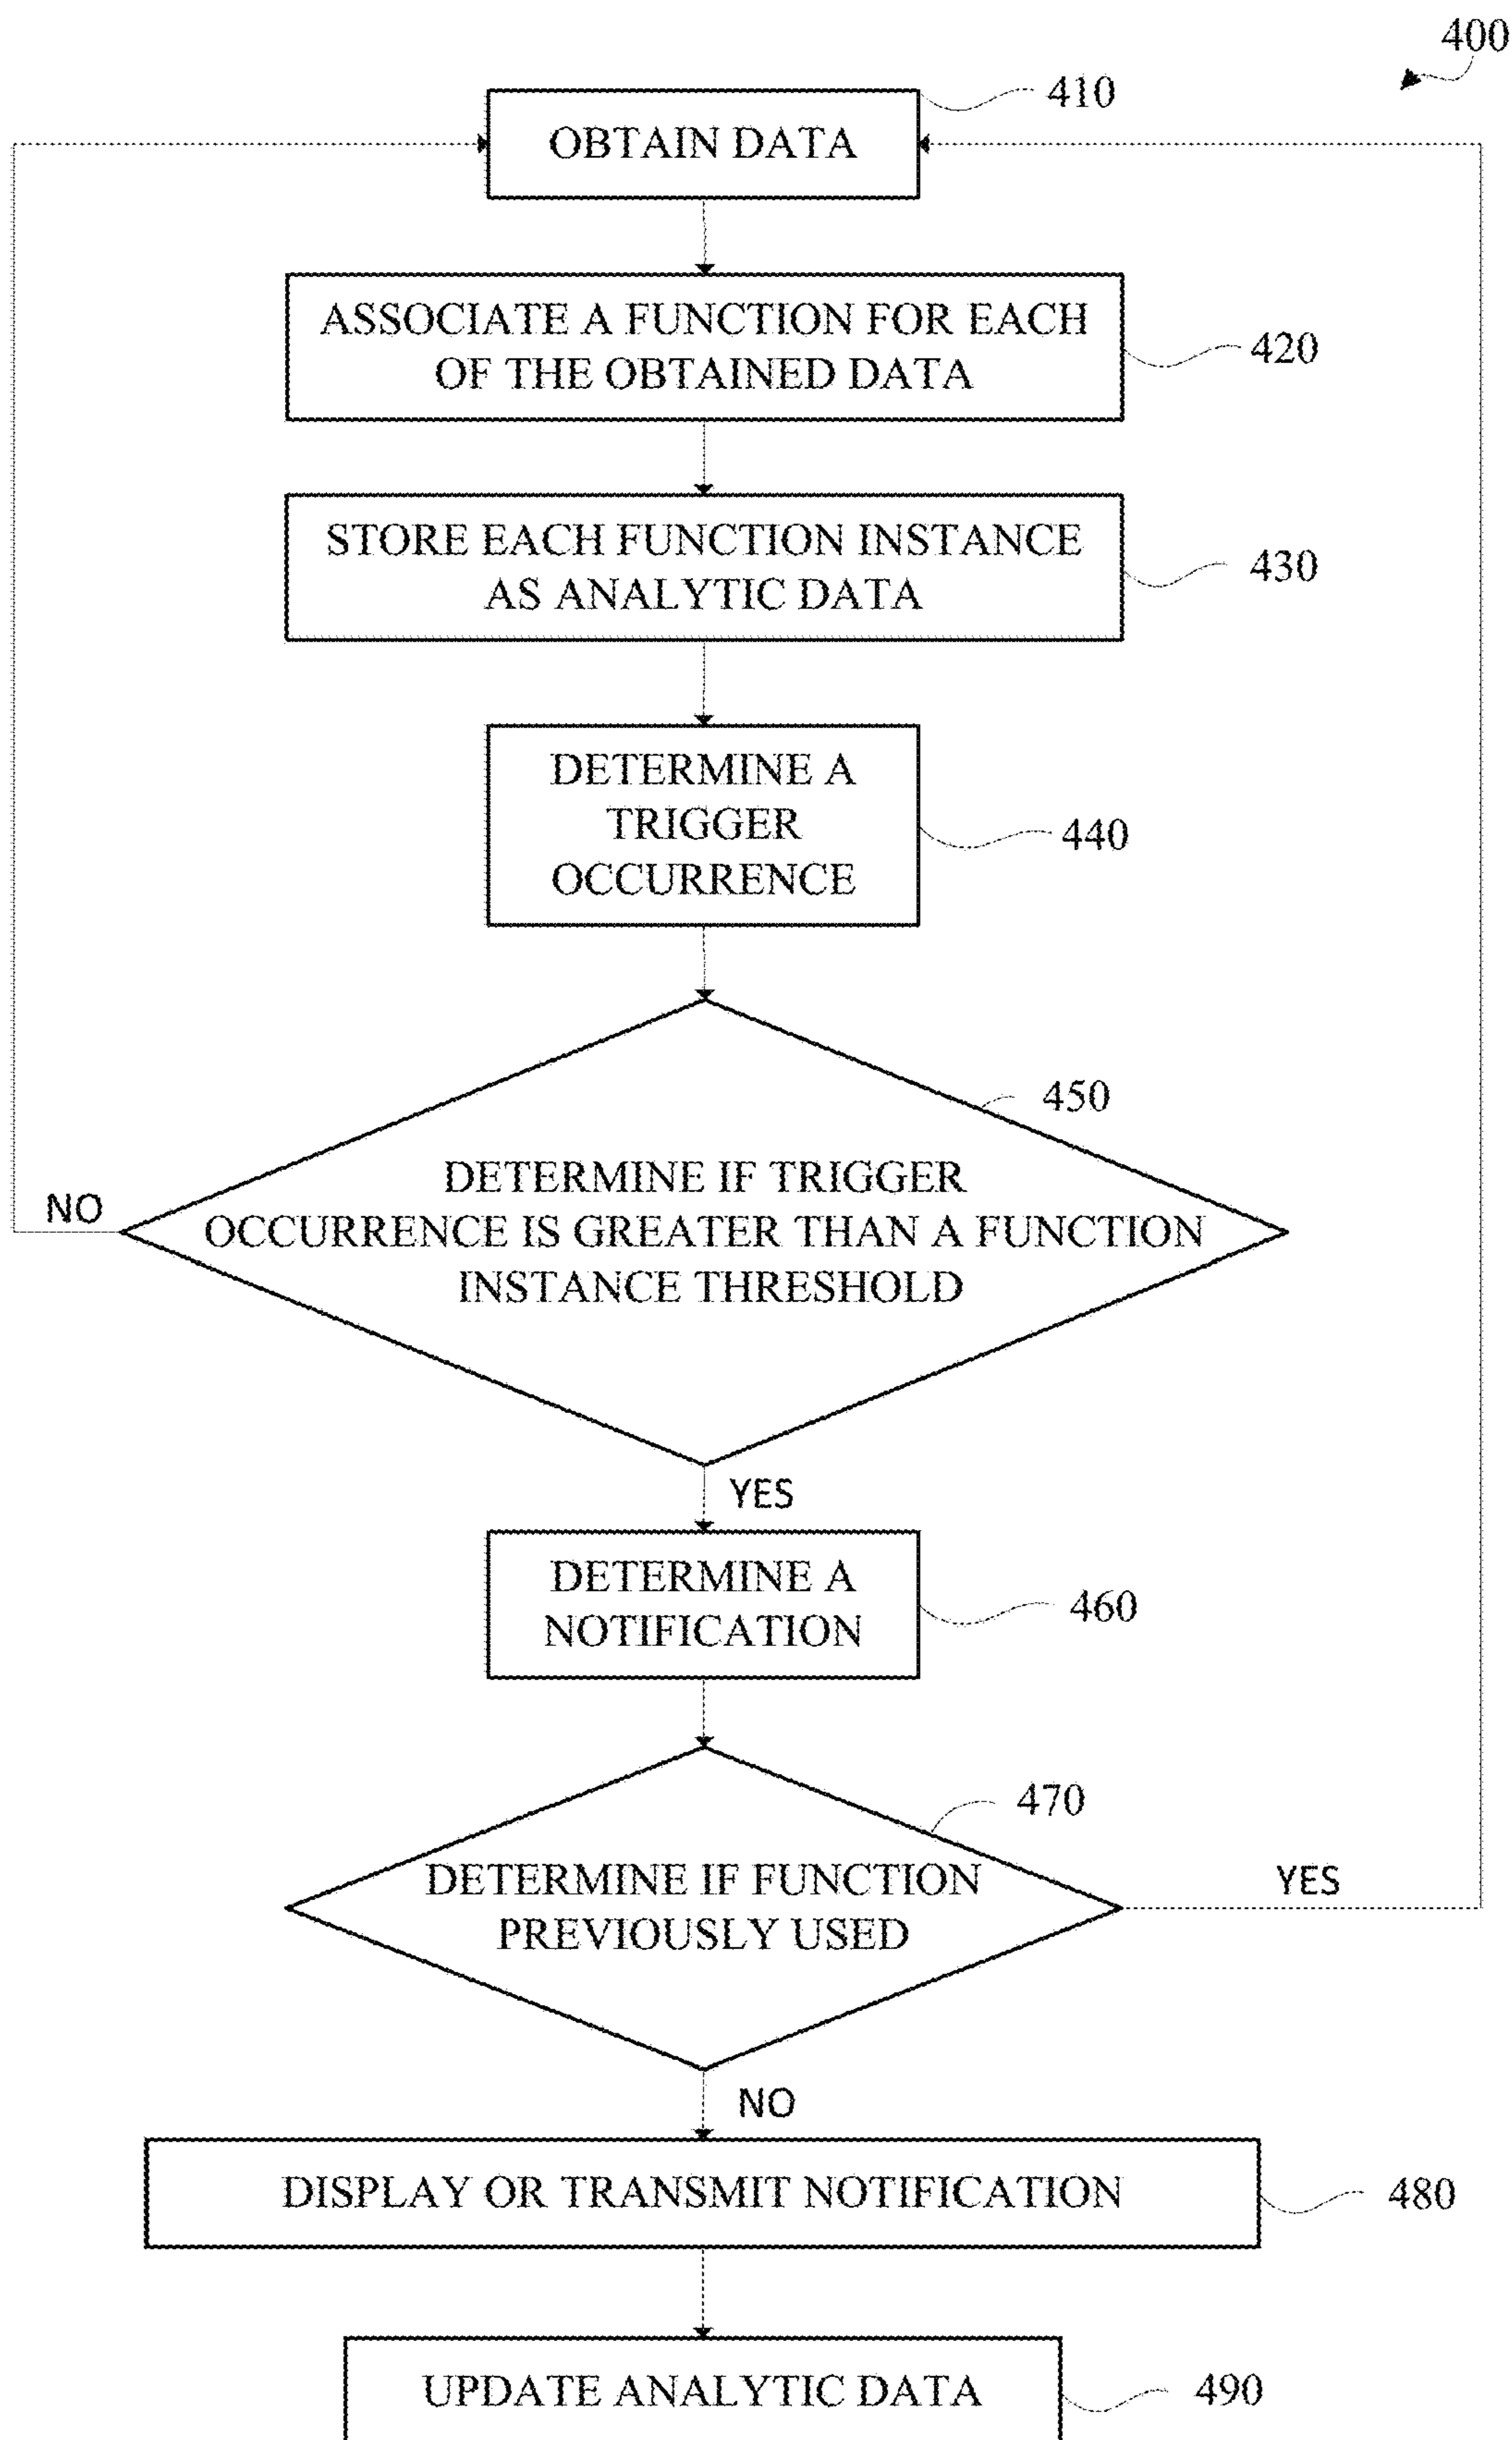 400
410
OBTAIN DATA
ASSOCIATE A FUNCTION FOR EACH
OF THE OBTAINED DATA
420
STORE EACH FUNCTION INSTANCE
AS ANALYTIC DATA
430
DETERMINE A
TRIGGER
OCCURRENCE
440
450
DETERMINE IF TRIGGER
OCCURRENCE IS GREATER THAN A FUNCTION
INSTANCE THRESHOLD
NO
YES
DETERMINE A
NOTIFICATION
460
470
DETERMINE IF FUNCTION
PREVIOUSLY USED
YES
NO
DISPLAY OR TRANSMIT NOTIFICATION
480
UPDATE ANALYTIC DATA
490